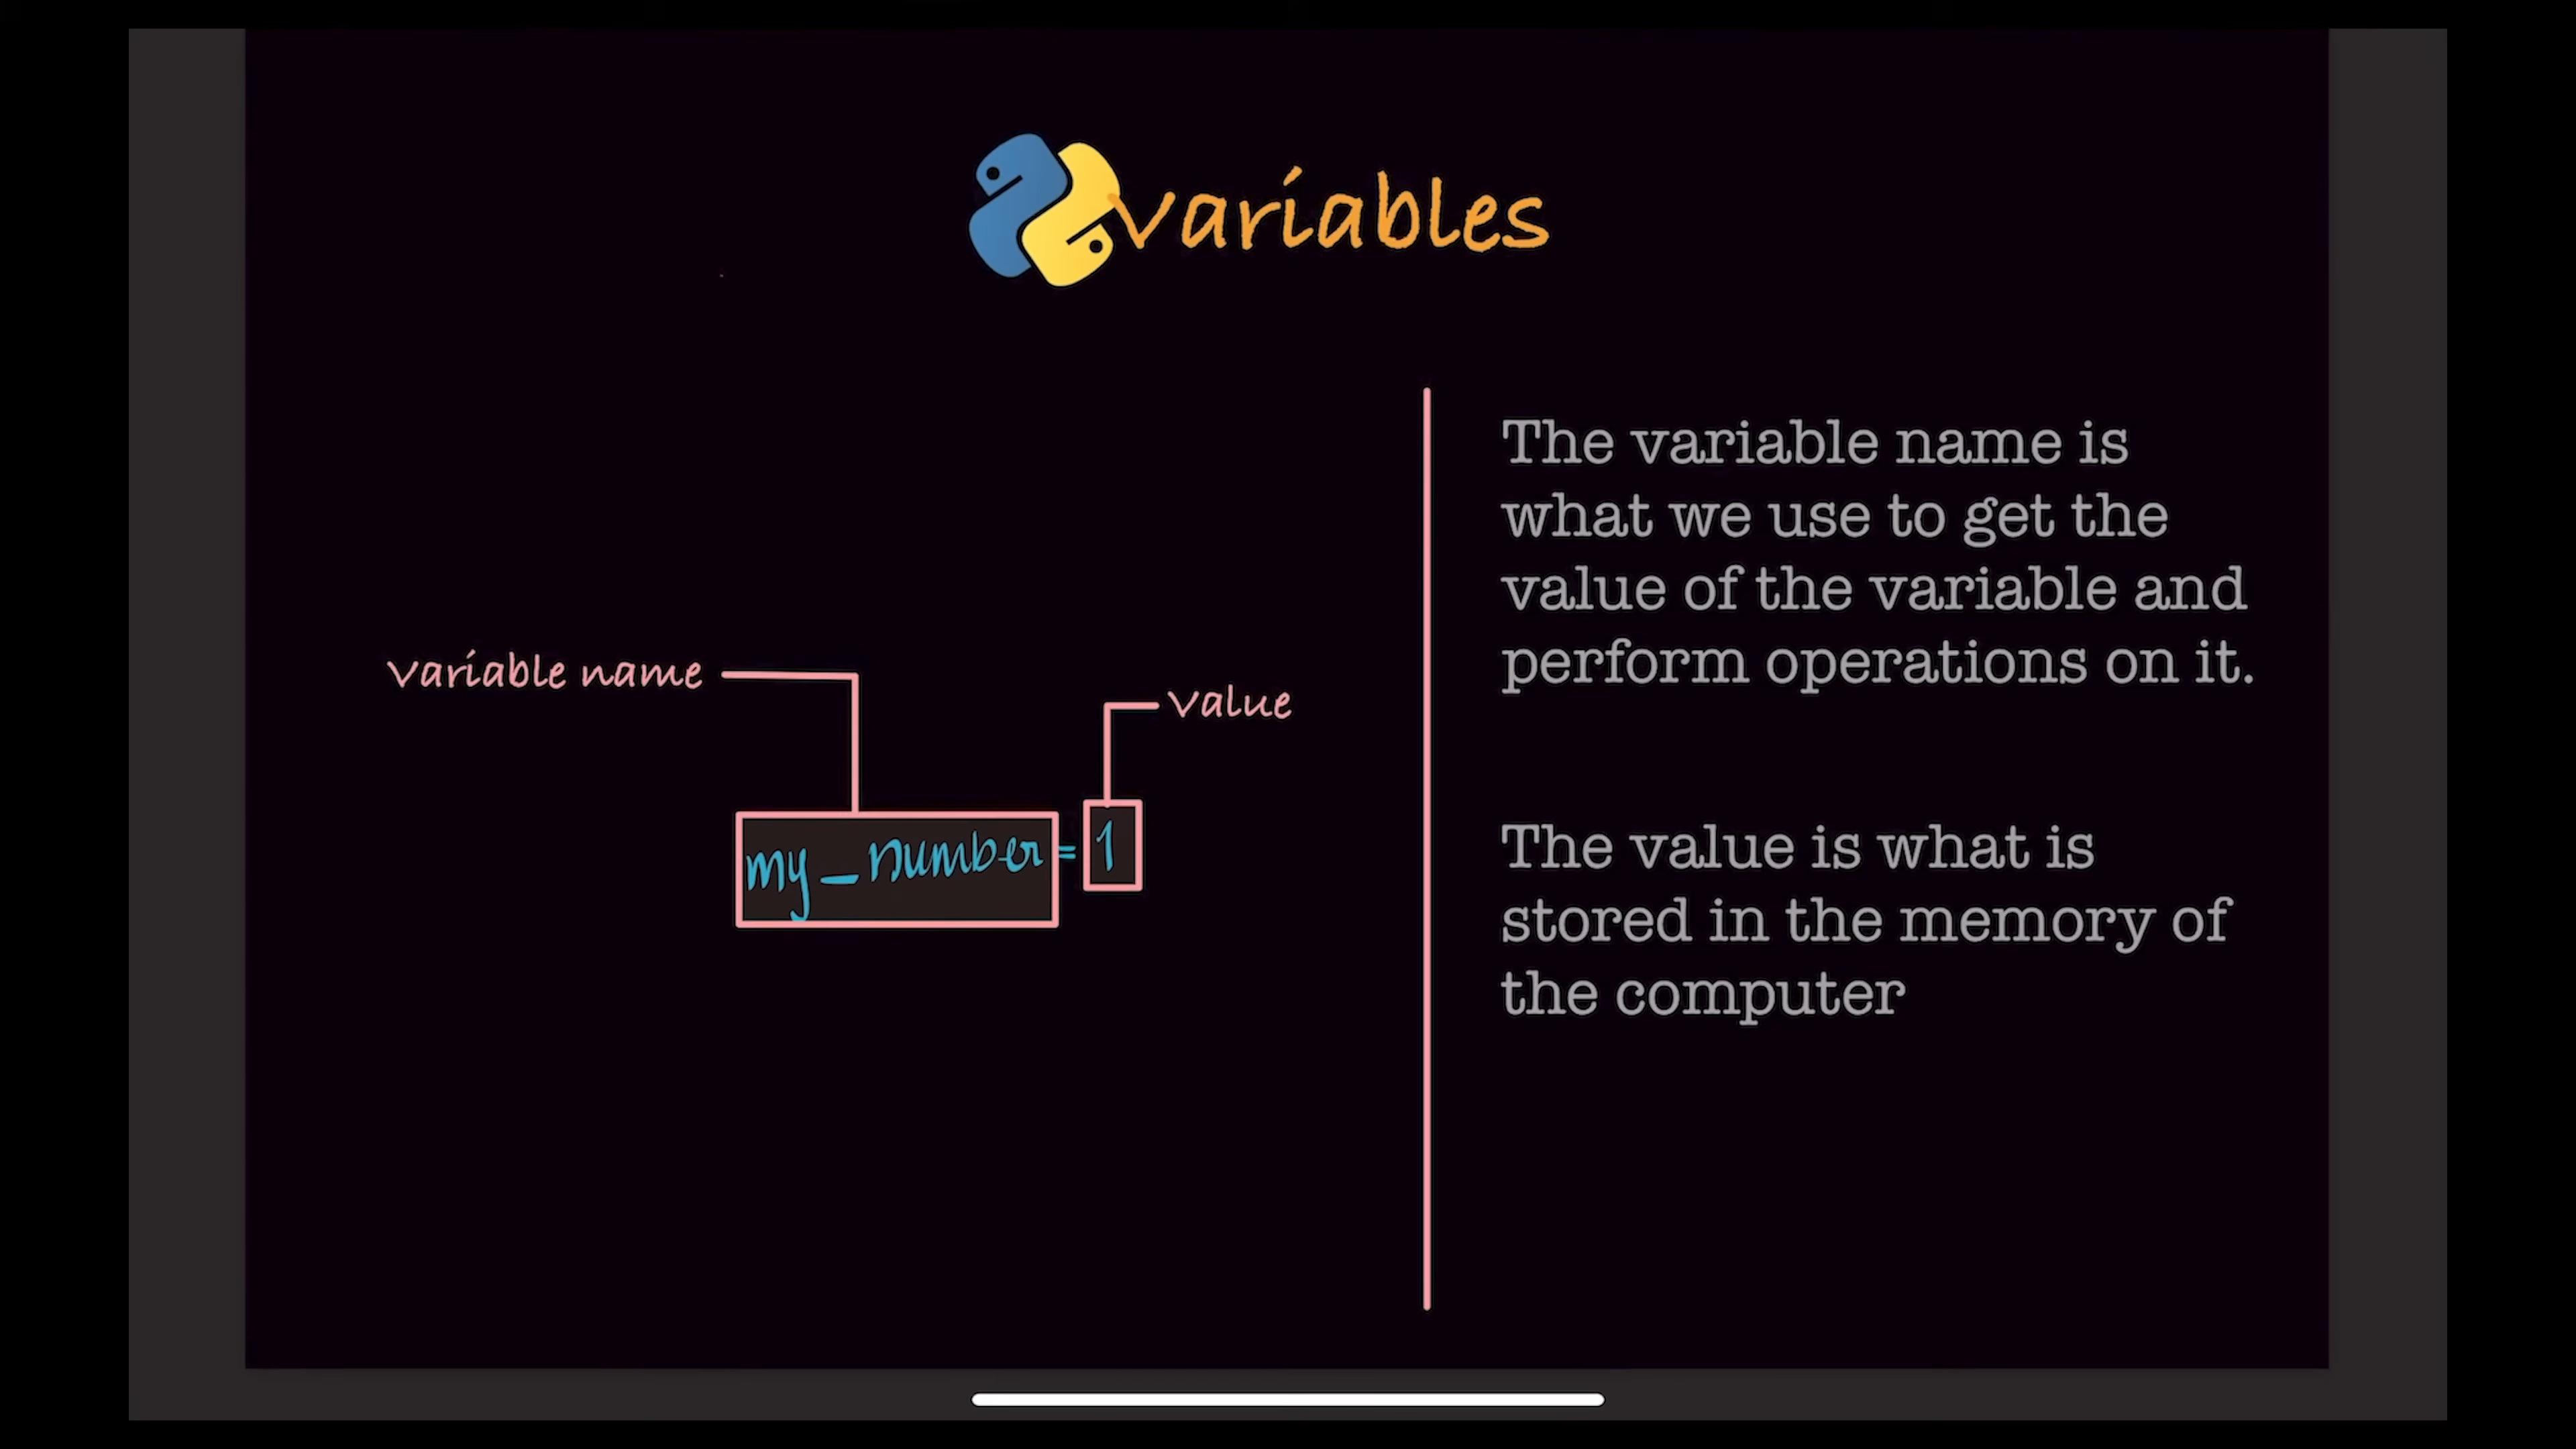 Variables
Variable name
Value
my_number = 1
The variable name is
what we use to get the
value of the variable and
perform operations on it.
The value is what is
stored in the memory of
the computer